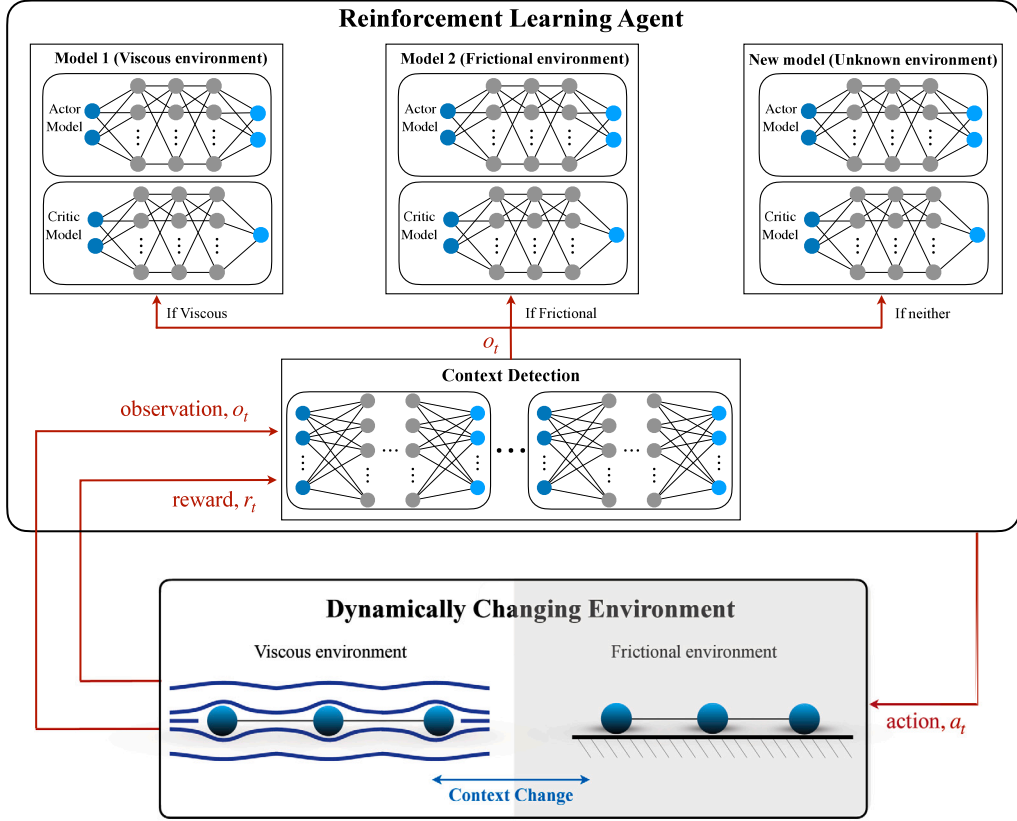 Reinforcement Learning Agent
Model 1 (Viscous environment)
Actor
Model
Critic
Model
Model 2 (Frictional environment)
Actor
Model
Critic
Model
New model (Unknown environment)
Actor
Model
Critic
Model
If Viscous
If Frictional
If neither
o_t
Context Detection
observation, o_t
reward, r_t
action, a_t
Dynamically Changing Environment
Viscous environment
Frictional environment
Context Change